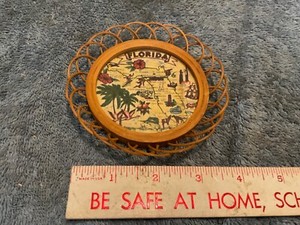 FLORIDA
1 2 3 4 5
BE SAFE AT HOME, SCH